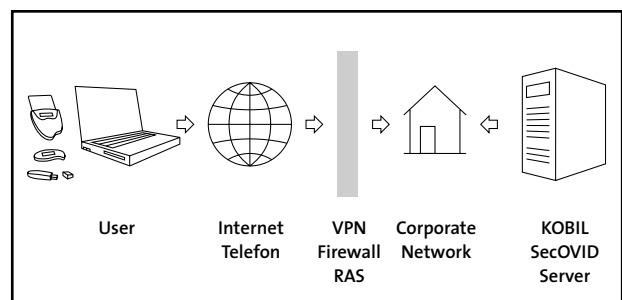 User
Internet
Telefon
VPN
Firewall
RAS
Corporate
Network
KOBIL
SecOVID
Server